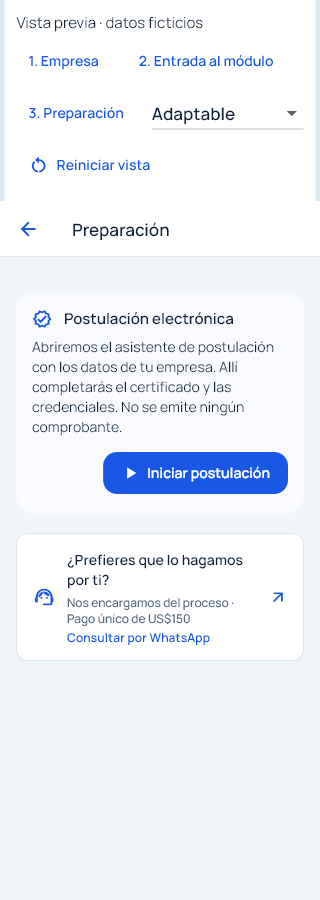 Vista previa · datos ficticios
1. Empresa
2. Entrada al módulo
3. Preparación
Adaptable
Reiniciar vista
Preparación
Postulación electrónica
Abriremos el asistente de postulación
con los datos de tu empresa. Allí
completarás el certificado y las
credenciales. No se emite ningún
comprobante.
Iniciar postulación
¿Prefieres que lo hagamos
por ti?
Nos encargamos del proceso ·
Pago único de US$150
Consultar por WhatsApp